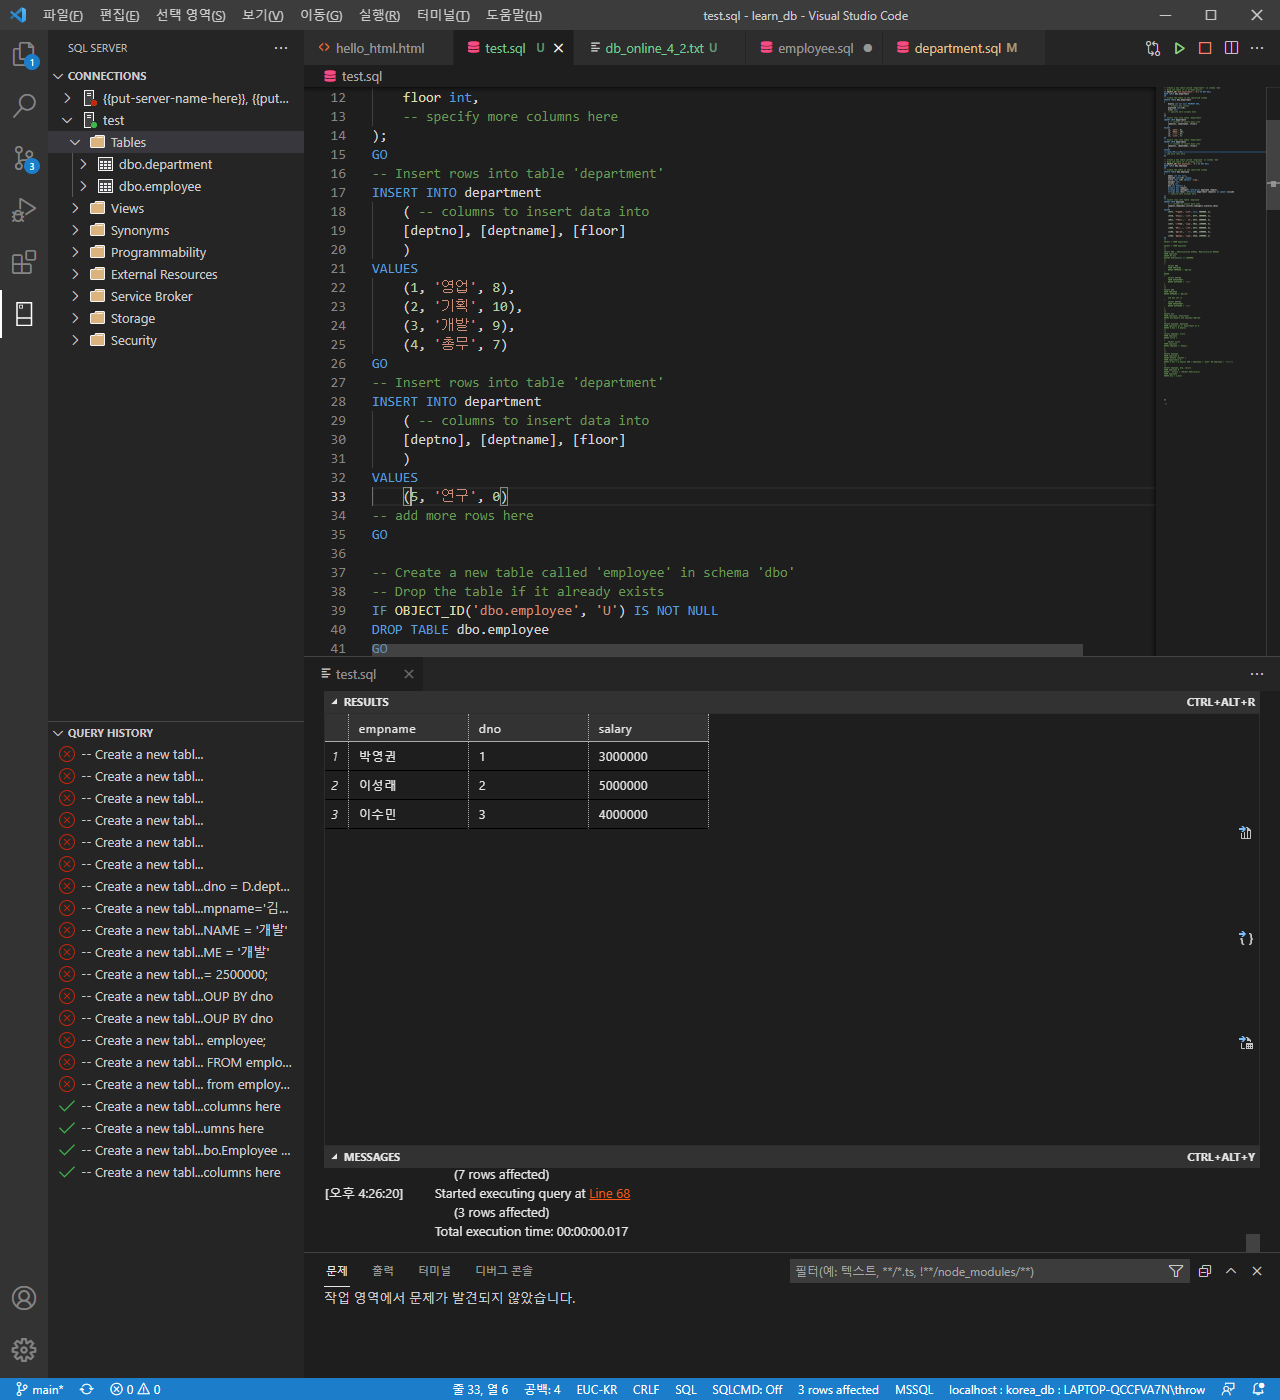 파일(F) 편집(E) 선택 영역(S) 보기(V) 이동(G) 실행(R) 터미널(T) 도움말(H) test.sql - learn_db - Visual Studio Code
SQL SERVER
CONNECTIONS
{{put-server-name-here}}, {{put...
test
Tables
dbo.department
dbo.employee
Views
Synonyms
Programmability
External Resources
Service Broker
Storage
Security
QUERY HISTORY
-- Create a new tabl...
-- Create a new tabl...
-- Create a new tabl...
-- Create a new tabl...
-- Create a new tabl...
-- Create a new tabl...
-- Create a new tabl...dno = D.dept...
-- Create a new tabl...mpname='김...
-- Create a new tabl...NAME = '개발'
-- Create a new tabl...ME = '개발'
-- Create a new tabl...= 2500000;
-- Create a new tabl...OUP BY dno
-- Create a new tabl...OUP BY dno
-- Create a new tabl... employee;
-- Create a new tabl... FROM emplo...
-- Create a new tabl... from employ...
-- Create a new tabl...columns here
-- Create a new tabl...umns here
-- Create a new tabl...bo.Employee ...
-- Create a new tabl...columns here
hello_html.html test.sql U db_online_4_2.txt U employee.sql department.sql M
test.sql
12 floor int,
13 -- specify more columns here
14 );
15 GO
16 -- Insert rows into table 'department'
17 INSERT INTO department
18 ( -- columns to insert data into
19 [deptno], [deptname], [floor]
20 )
21 VALUES
22 (1, '영업', 8),
23 (2, '기획', 10),
24 (3, '개발', 9),
25 (4, '총무', 7)
26 GO
27 -- Insert rows into table 'department'
28 INSERT INTO department
29 ( -- columns to insert data into
30 [deptno], [deptname], [floor]
31 )
32 VALUES
33 (5, '연구', 0)
34 -- add more rows here
35 GO
36
37 -- Create a new table called 'employee' in schema 'dbo'
38 -- Drop the table if it already exists
39 IF OBJECT_ID('dbo.employee', 'U') IS NOT NULL
40 DROP TABLE dbo.employee
41 GO
test.sql
RESULTS CTRL+ALT+R
empname dno salary
1 박영권 1 3000000
2 이성래 2 5000000
3 이수민 3 4000000
MESSAGES CTRL+ALT+Y
(7 rows affected)
[오후 4:26:20] Started executing query at Line 68
(3 rows affected)
Total execution time: 00:00:00.017
문제 출력 터미널 디버그 콘솔 필터(예: 텍스트, **/*.ts, !**/node_modules/**)
작업 영역에서 문제가 발견되지 않았습니다.
1
3
main* 0 0 줄 33, 열 6 공백: 4 EUC-KR CRLF SQL SQLCMD: Off 3 rows affected MSSQL localhost : korea_db : LAPTOP-QCCFVA7N\throw